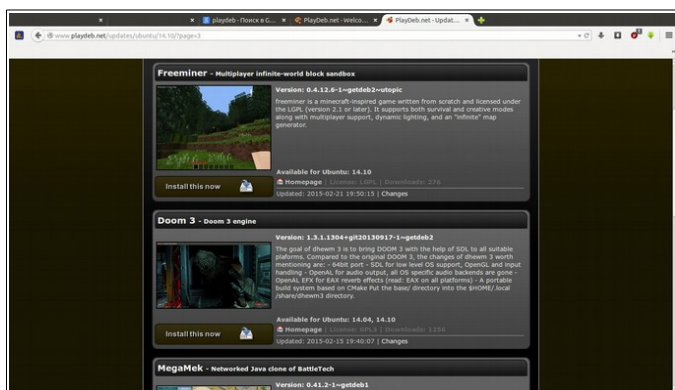 playdeb - Поиск в G...
PlayDeb.net - Welco...
PlayDeb.net - Updat...
www.playdeb.net/updates/ubuntu/14.10/?page=3
Freeminer - Multiplayer infinite-world block sandbox
Version: 0.4.12.6-1~getdeb2~utopic
freeminer is a minecraft-inspired game written from scratch and licensed under
the LGPL (version 2.1 or later). It supports both survival and creative modes
along with multiplayer support, dynamic lighting, and an "infinite" map
generator.
Available for Ubuntu: 14.10
Homepage | License: LGPL | Downloads: 276
Install this now
Updated: 2015-02-21 19:50:15 | Changes
Doom 3 - Doom 3 engine
Version: 1.3.1.1304+git20130917-1~getdeb2
The goal of dhewm 3 is to bring DOOM 3 with the help of SDL to all suitable
plaforms. Compared to the original DOOM 3, the changes of dhewm 3 worth
mentioning are: - 64bit port - SDL for low level OS support, OpenGL and input
handling - OpenAL for audio output, all OS specific audio backends are gone -
OpenAL EFX for EAX reverb effects (read: EAX on all platforms) - A portable
build system based on CMake Put the base/ directory into the $HOME/.local
/share/dhewm3 directory.
Available for Ubuntu: 14.04, 14.10
Homepage | License: GPL3 | Downloads: 1256
Install this now
Updated: 2015-02-15 19:40:07 | Changes
MegaMek - Networked Java clone of BattleTech
Version: 0.41.2-1~getdeb1